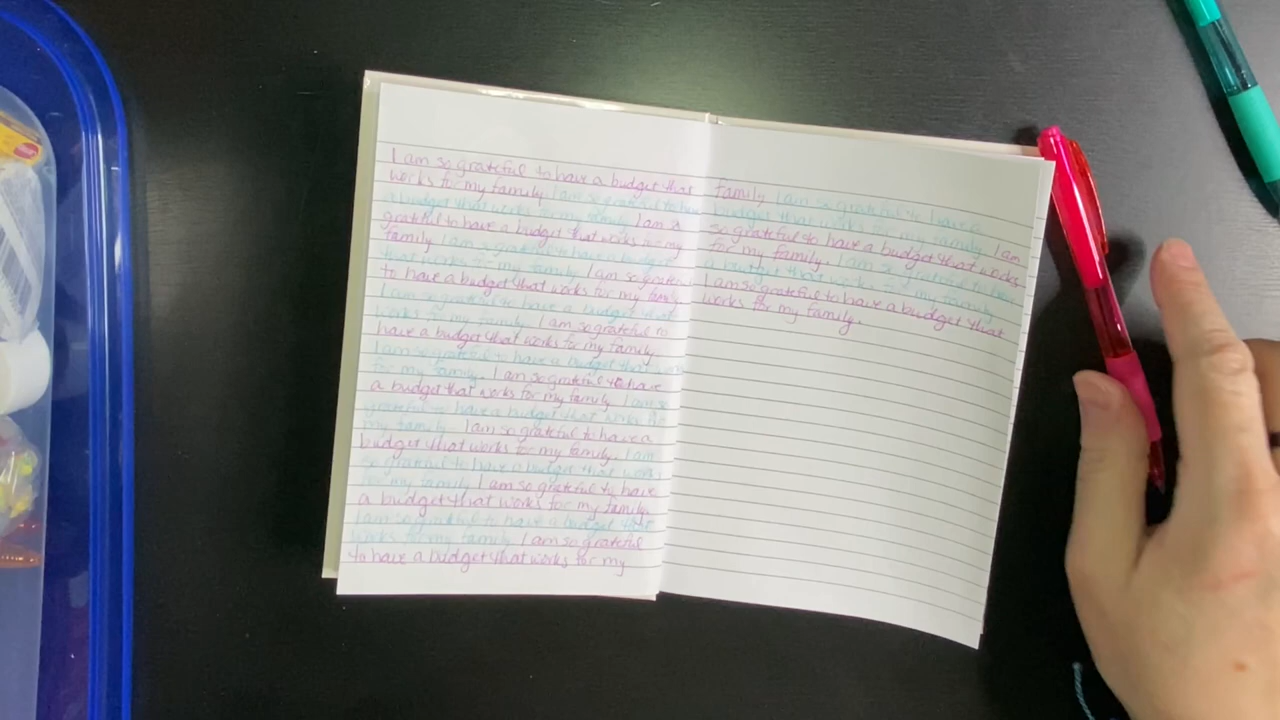 I am so grateful to have a budget that
works for my family. I am so grateful to have
a budget that works for my family. I am so
grateful to have a budget that works for my
family. I am so grateful to have a budget
that works for my family. I am so grateful
to have a budget that works for my family.
I am so grateful to have a budget that
works for my family. I am so grateful to
have a budget that works for my family.
I am so grateful to have a budget that works
for my family. I am so grateful to have
a budget that works for my family. I am so
grateful to have a budget that works for
my family. I am so grateful to have a
budget that works for my family. I am
so grateful to have a budget that works
for my family. I am so grateful to have
a budget that works for my family.
I am so grateful to have a budget that
works for my family. I am so grateful
to have a budget that works for my
family. I am so grateful to have a
budget that works for my family. I am
so grateful to have a budget that works
for my family. I am so grateful to have
a budget that works for my family.
I am so grateful to have a budget that
works for my family.